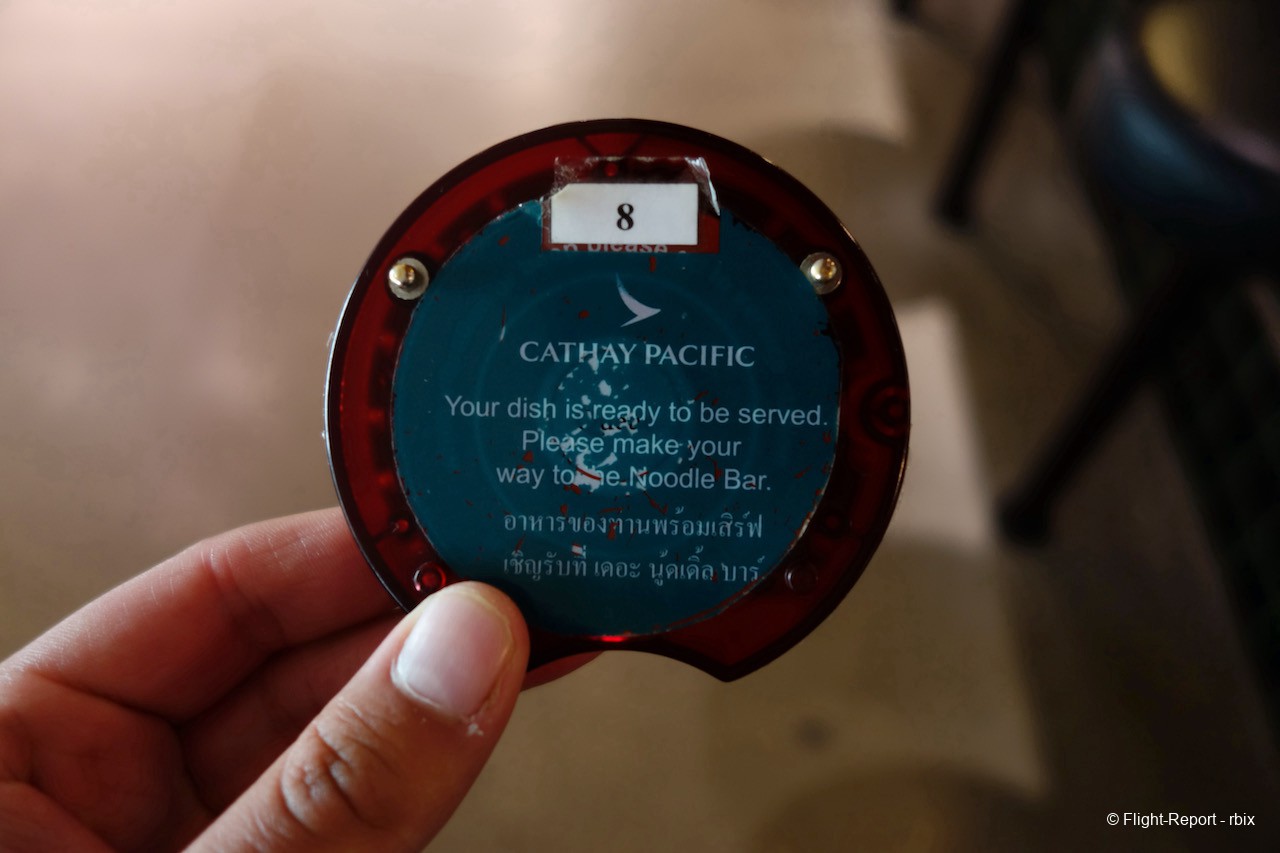 8
please
CATHAY PACIFIC
Your dish is ready to be served.
Please make your
way to the Noodle Bar.
อาหารของท่านพร้อมเสิร์ฟ
เชิญรับที่ เดอะ นู้ดเดิ้ล บาร์
© Flight-Report - rbix